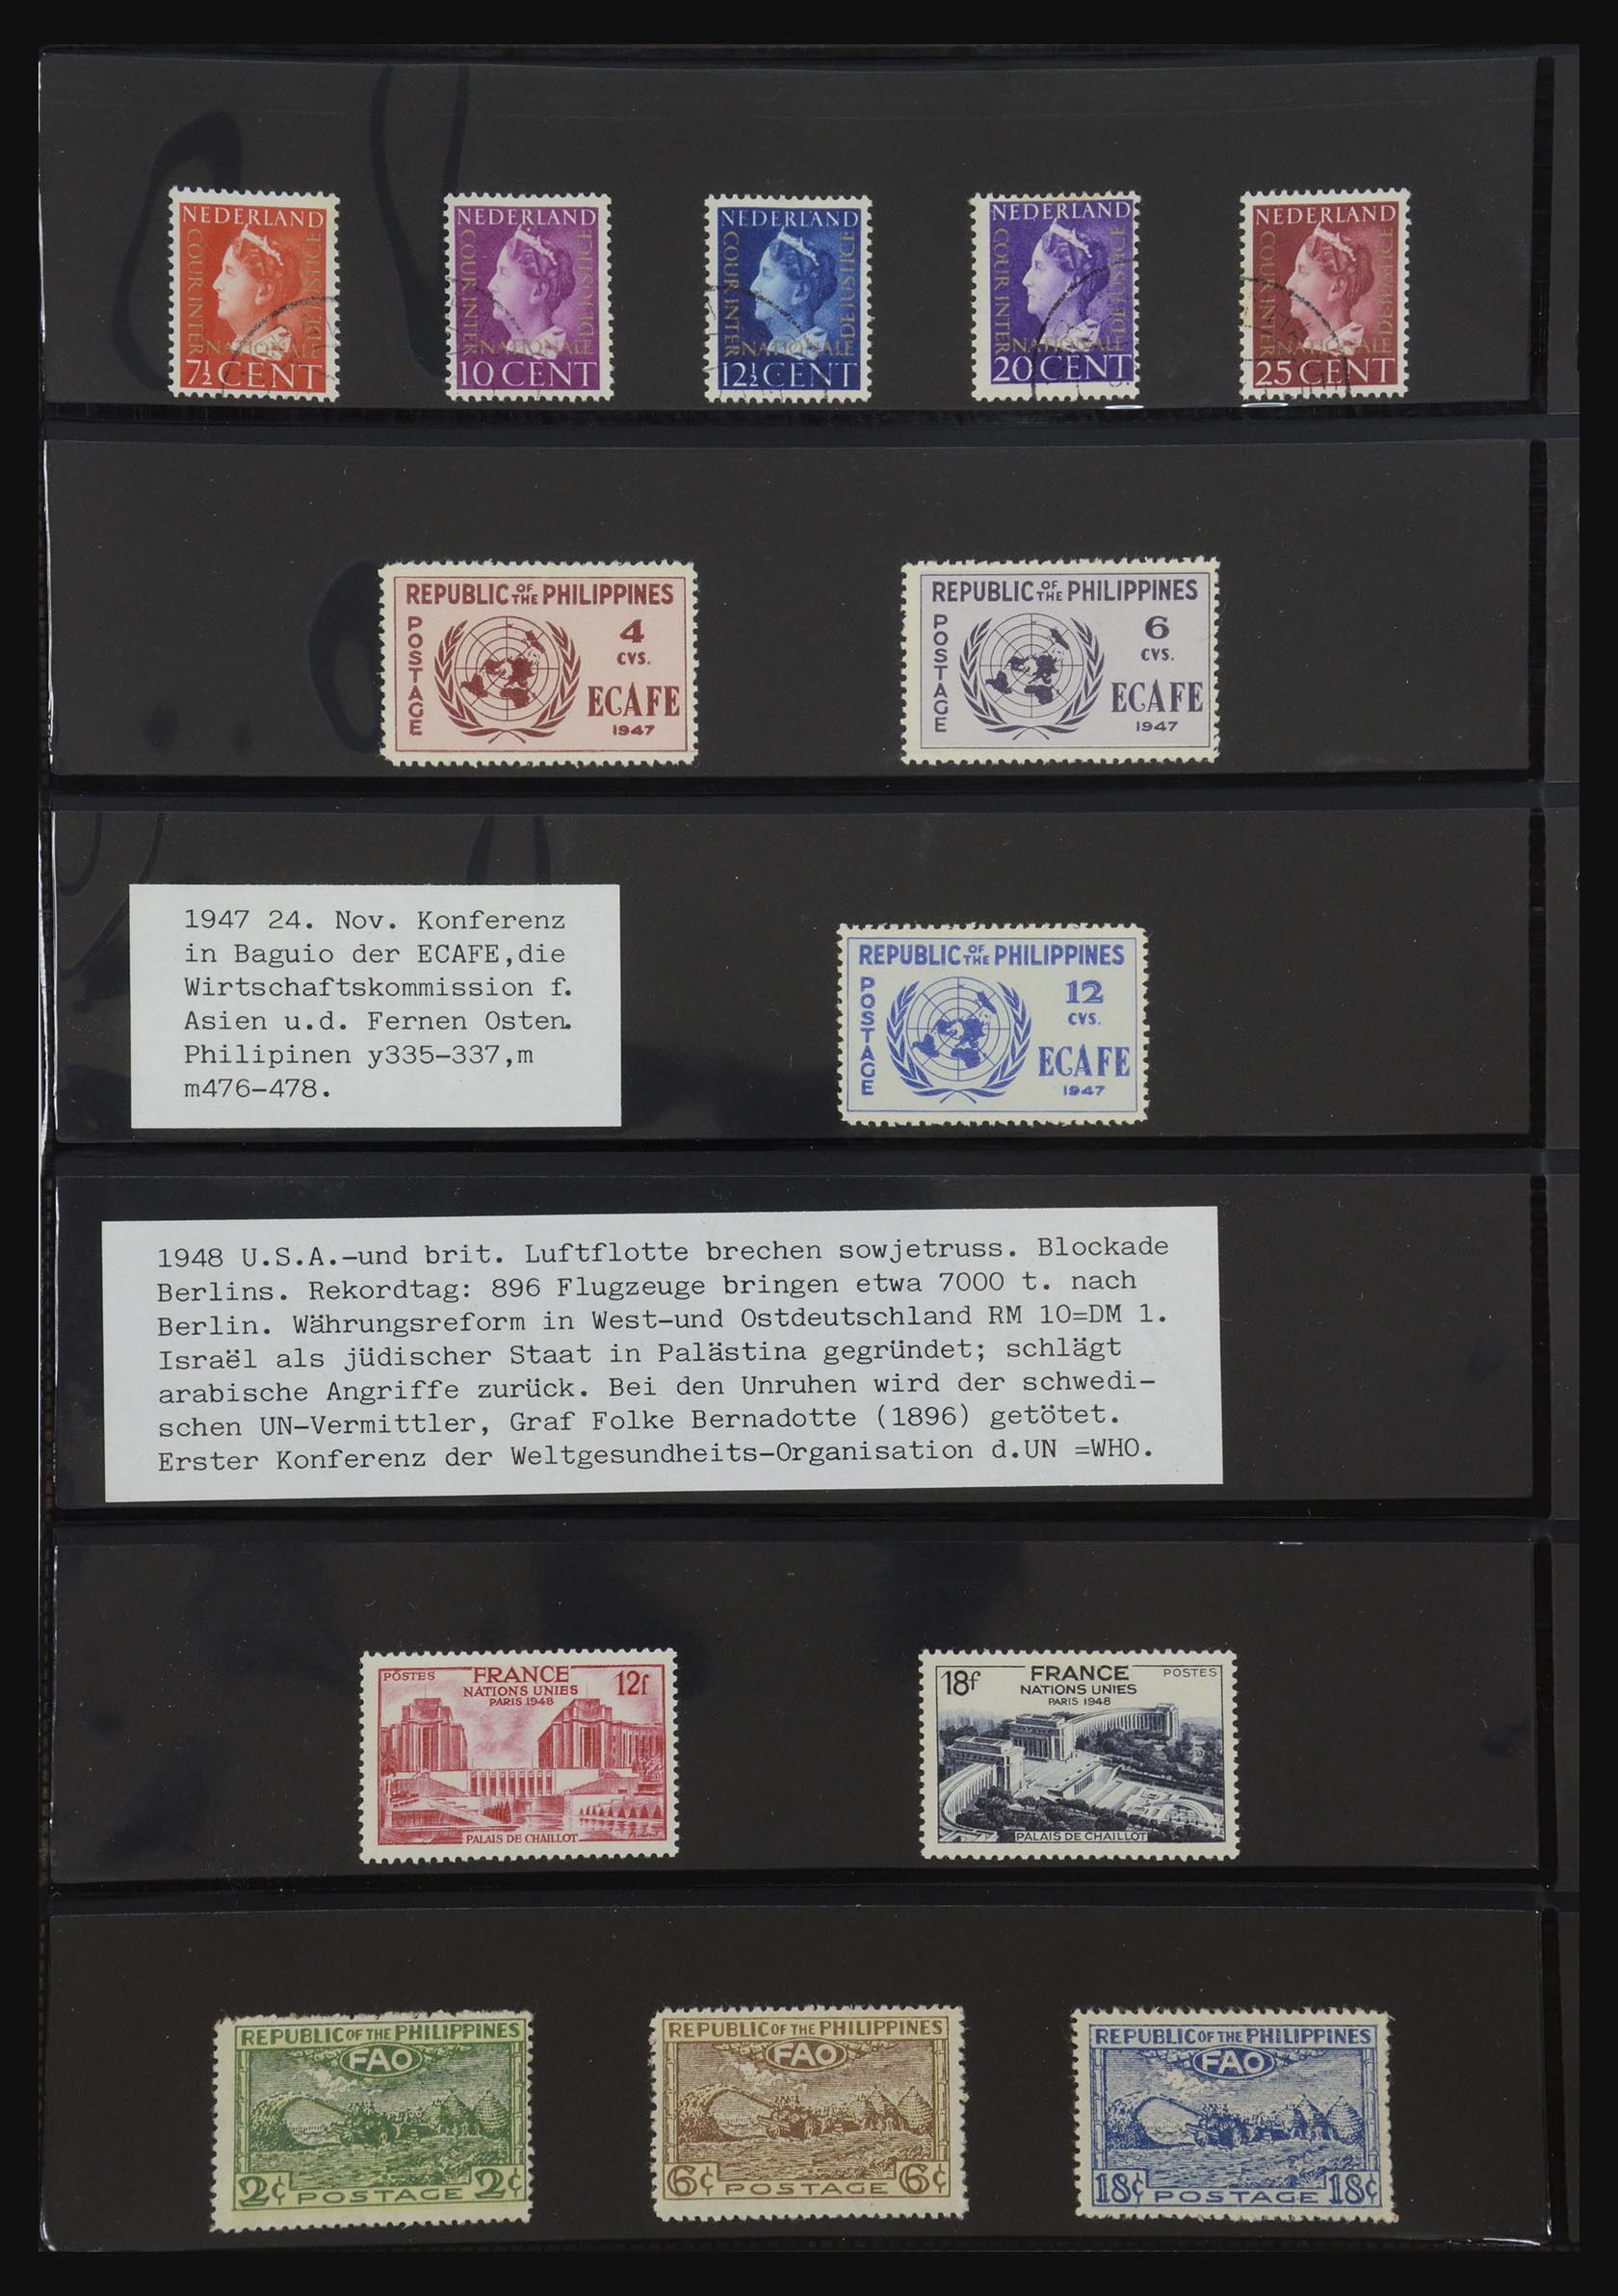 NEDERLAND
COUR INTER
NATIONALE
DE JUSTICE
7½ CENT
NEDERLAND
COUR INTER
NATIONALE
DE JUSTICE
10 CENT
NEDERLAND
COUR INTER
NATIONALE
DE JUSTICE
12½ CENT
NEDERLAND
COUR INTER
NATIONALE
DE JUSTICE
20 CENT
NEDERLAND
COUR INTER
NATIONALE
DE JUSTICE
25 CENT
REPUBLIC OF THE PHILIPPINES
POSTAGE
4
CVS.
ECAFE
1947
REPUBLIC OF THE PHILIPPINES
POSTAGE
6
CVS.
ECAFE
1947
1947 24. Nov. Konferenz
in Baguio der ECAFE,die
Wirtschaftskommission f.
Asien u.d. Fernen Osten.
Philipinen y335-337,m
m476-478.
REPUBLIC OF THE PHILIPPINES
POSTAGE
12
CVS.
ECAFE
1947
1948 U.S.A.-und brit. Luftflotte brechen sowjetruss. Blockade
Berlins. Rekordtag: 896 Flugzeuge bringen etwa 7000 t. nach
Berlin. Währungsreform in West-und Ostdeutschland RM 10=DM 1.
Israël als jüdischer Staat in Palästina gegründet; schlägt
arabische Angriffe zurück. Bei den Unruhen wird der schwedi-
schen UN-Vermittler, Graf Folke Bernadotte (1896) getötet.
Erster Konferenz der Weltgesundheits-Organisation d.UN =WHO.
POSTES FRANCE 12f
NATIONS UNIES
PARIS 1948
PALAIS DE CHAILLOT
18f FRANCE POSTES
NATIONS UNIES
PARIS 1948
PALAIS DE CHAILLOT
REPUBLIC OF THE PHILIPPINES
FAO
2¢ POSTAGE 2¢
REPUBLIC OF THE PHILIPPINES
FAO
6¢ POSTAGE 6¢
REPUBLIC OF THE PHILIPPINES
FAO
18¢ POSTAGE 18¢